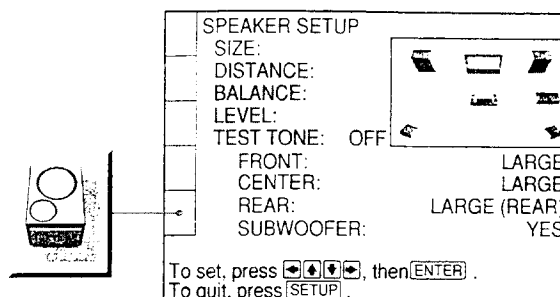 SPEAKER SETUP
SIZE:
DISTANCE:
BALANCE:
LEVEL:
TEST TONE: OFF
FRONT: LARGE
CENTER: LARGE
REAR: LARGE (REAR)
SUBWOOFER: YES
To set, press ←↑↓→, then ENTER .
To quit, press SETUP .